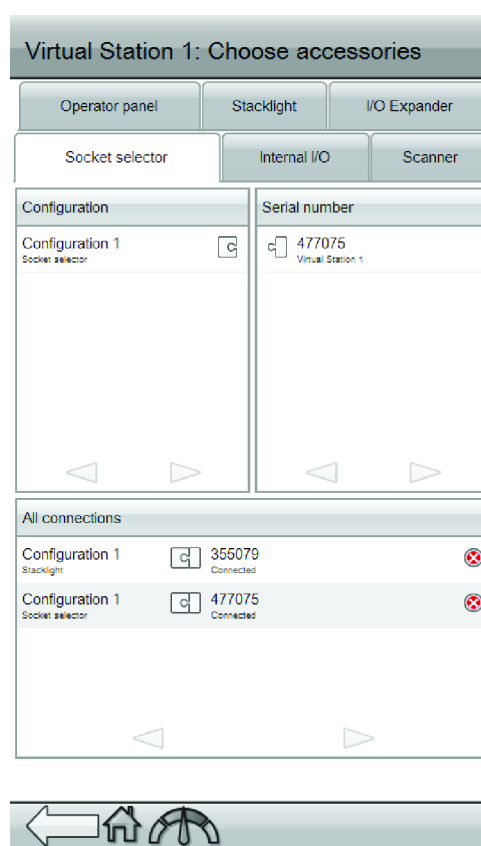 Virtual Station 1: Choose accessories
Operator panel
Stacklight
I/O Expander
Socket selector
Internal I/O
Scanner
Configuration
Serial number
Configuration 1
Socket selector
477075
Virtual Station 1
All connections
Configuration 1
Stacklight
355079
Connected
Configuration 1
Socket selector
477075
Connected